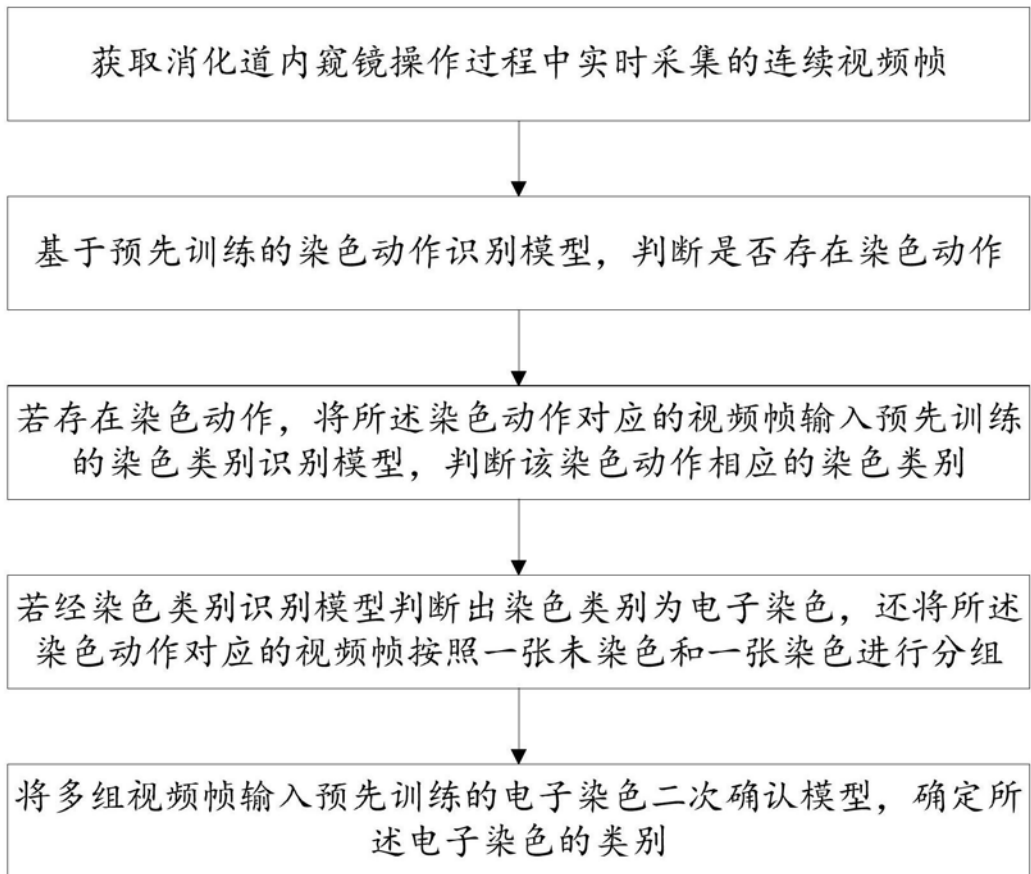 获取消化道内窥镜操作过程中实时采集的连续视频帧
基于预先训练的染色动作识别模型，判断是否存在染色动作
若存在染色动作，将所述染色动作对应的视频帧输入预先训练
的染色类别识别模型，判断该染色动作相应的染色类别
若经染色类别识别模型判断出染色类别为电子染色，还将所述
染色动作对应的视频帧按照一张未染色和一张染色进行分组
将多组视频帧输入预先训练的电子染色二次确认模型，确定所
述电子染色的类别